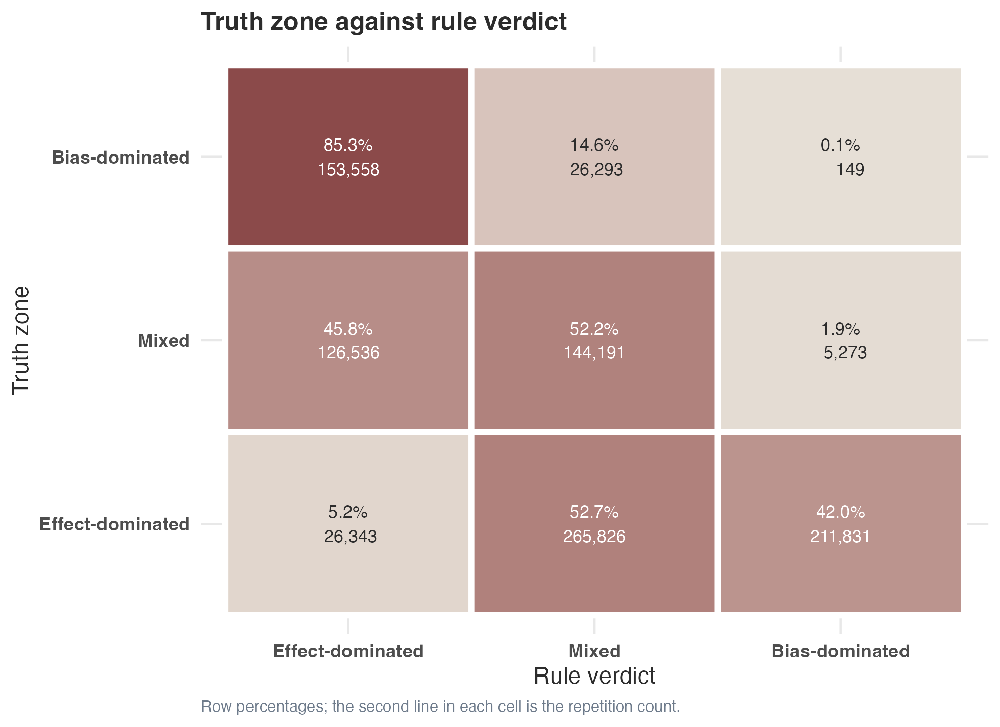 Truth zone against rule verdict
Truth zone
Bias-dominated
85.3%
153,558
14.6%
26,293
0.1%
149
Mixed
45.8%
126,536
52.2%
144,191
1.9%
5,273
Effect-dominated
5.2%
26,343
52.7%
265,826
42.0%
211,831
Effect-dominated
Mixed
Bias-dominated
Rule verdict
Row percentages; the second line in each cell is the repetition count.